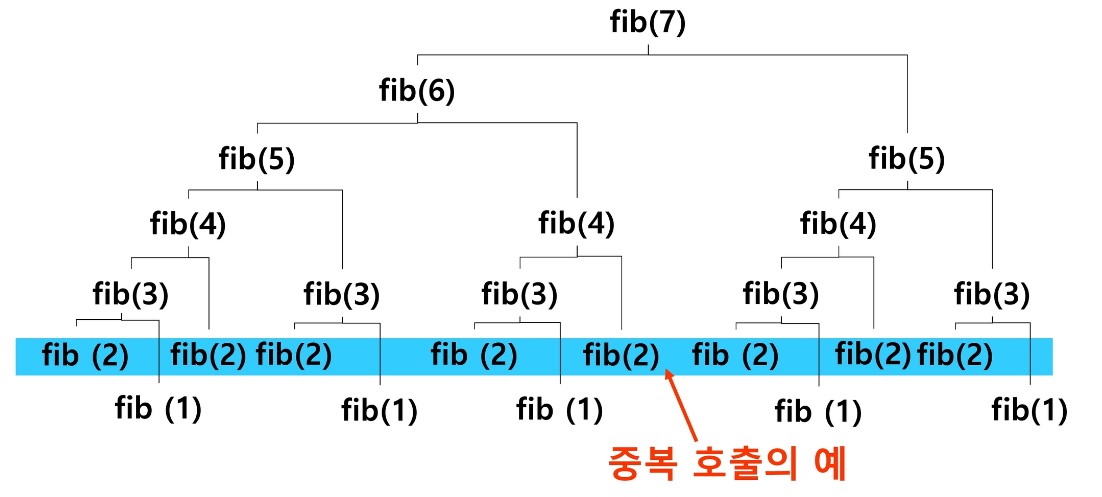 fib(7)
fib(6)
fib(5) fib(5)
fib(4) fib(4) fib(4)
fib(3) fib(3) fib(3) fib(3) fib(3)
fib (2) fib(2) fib(2) fib (2) fib(2) fib (2) fib(2) fib(2)
fib (1) fib(1) fib (1) fib (1) fib(1)
중복 호출의 예